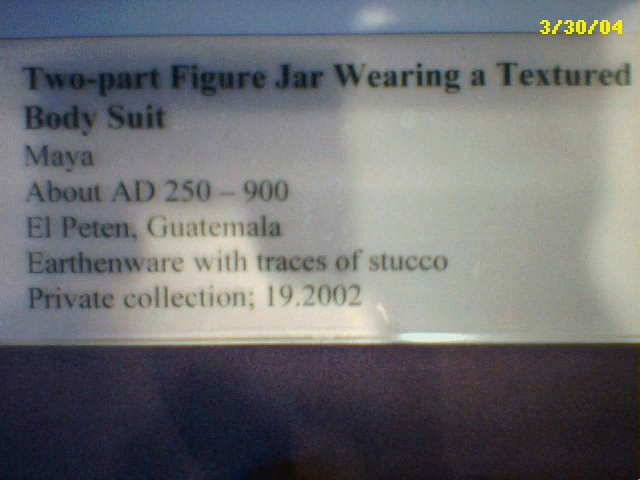 3/30/04
Two-part Figure Jar Wearing a Textured
Body Suit
Maya
About AD 250 – 900
El Peten, Guatemala
Earthenware with traces of stucco
Private collection; 19.2002